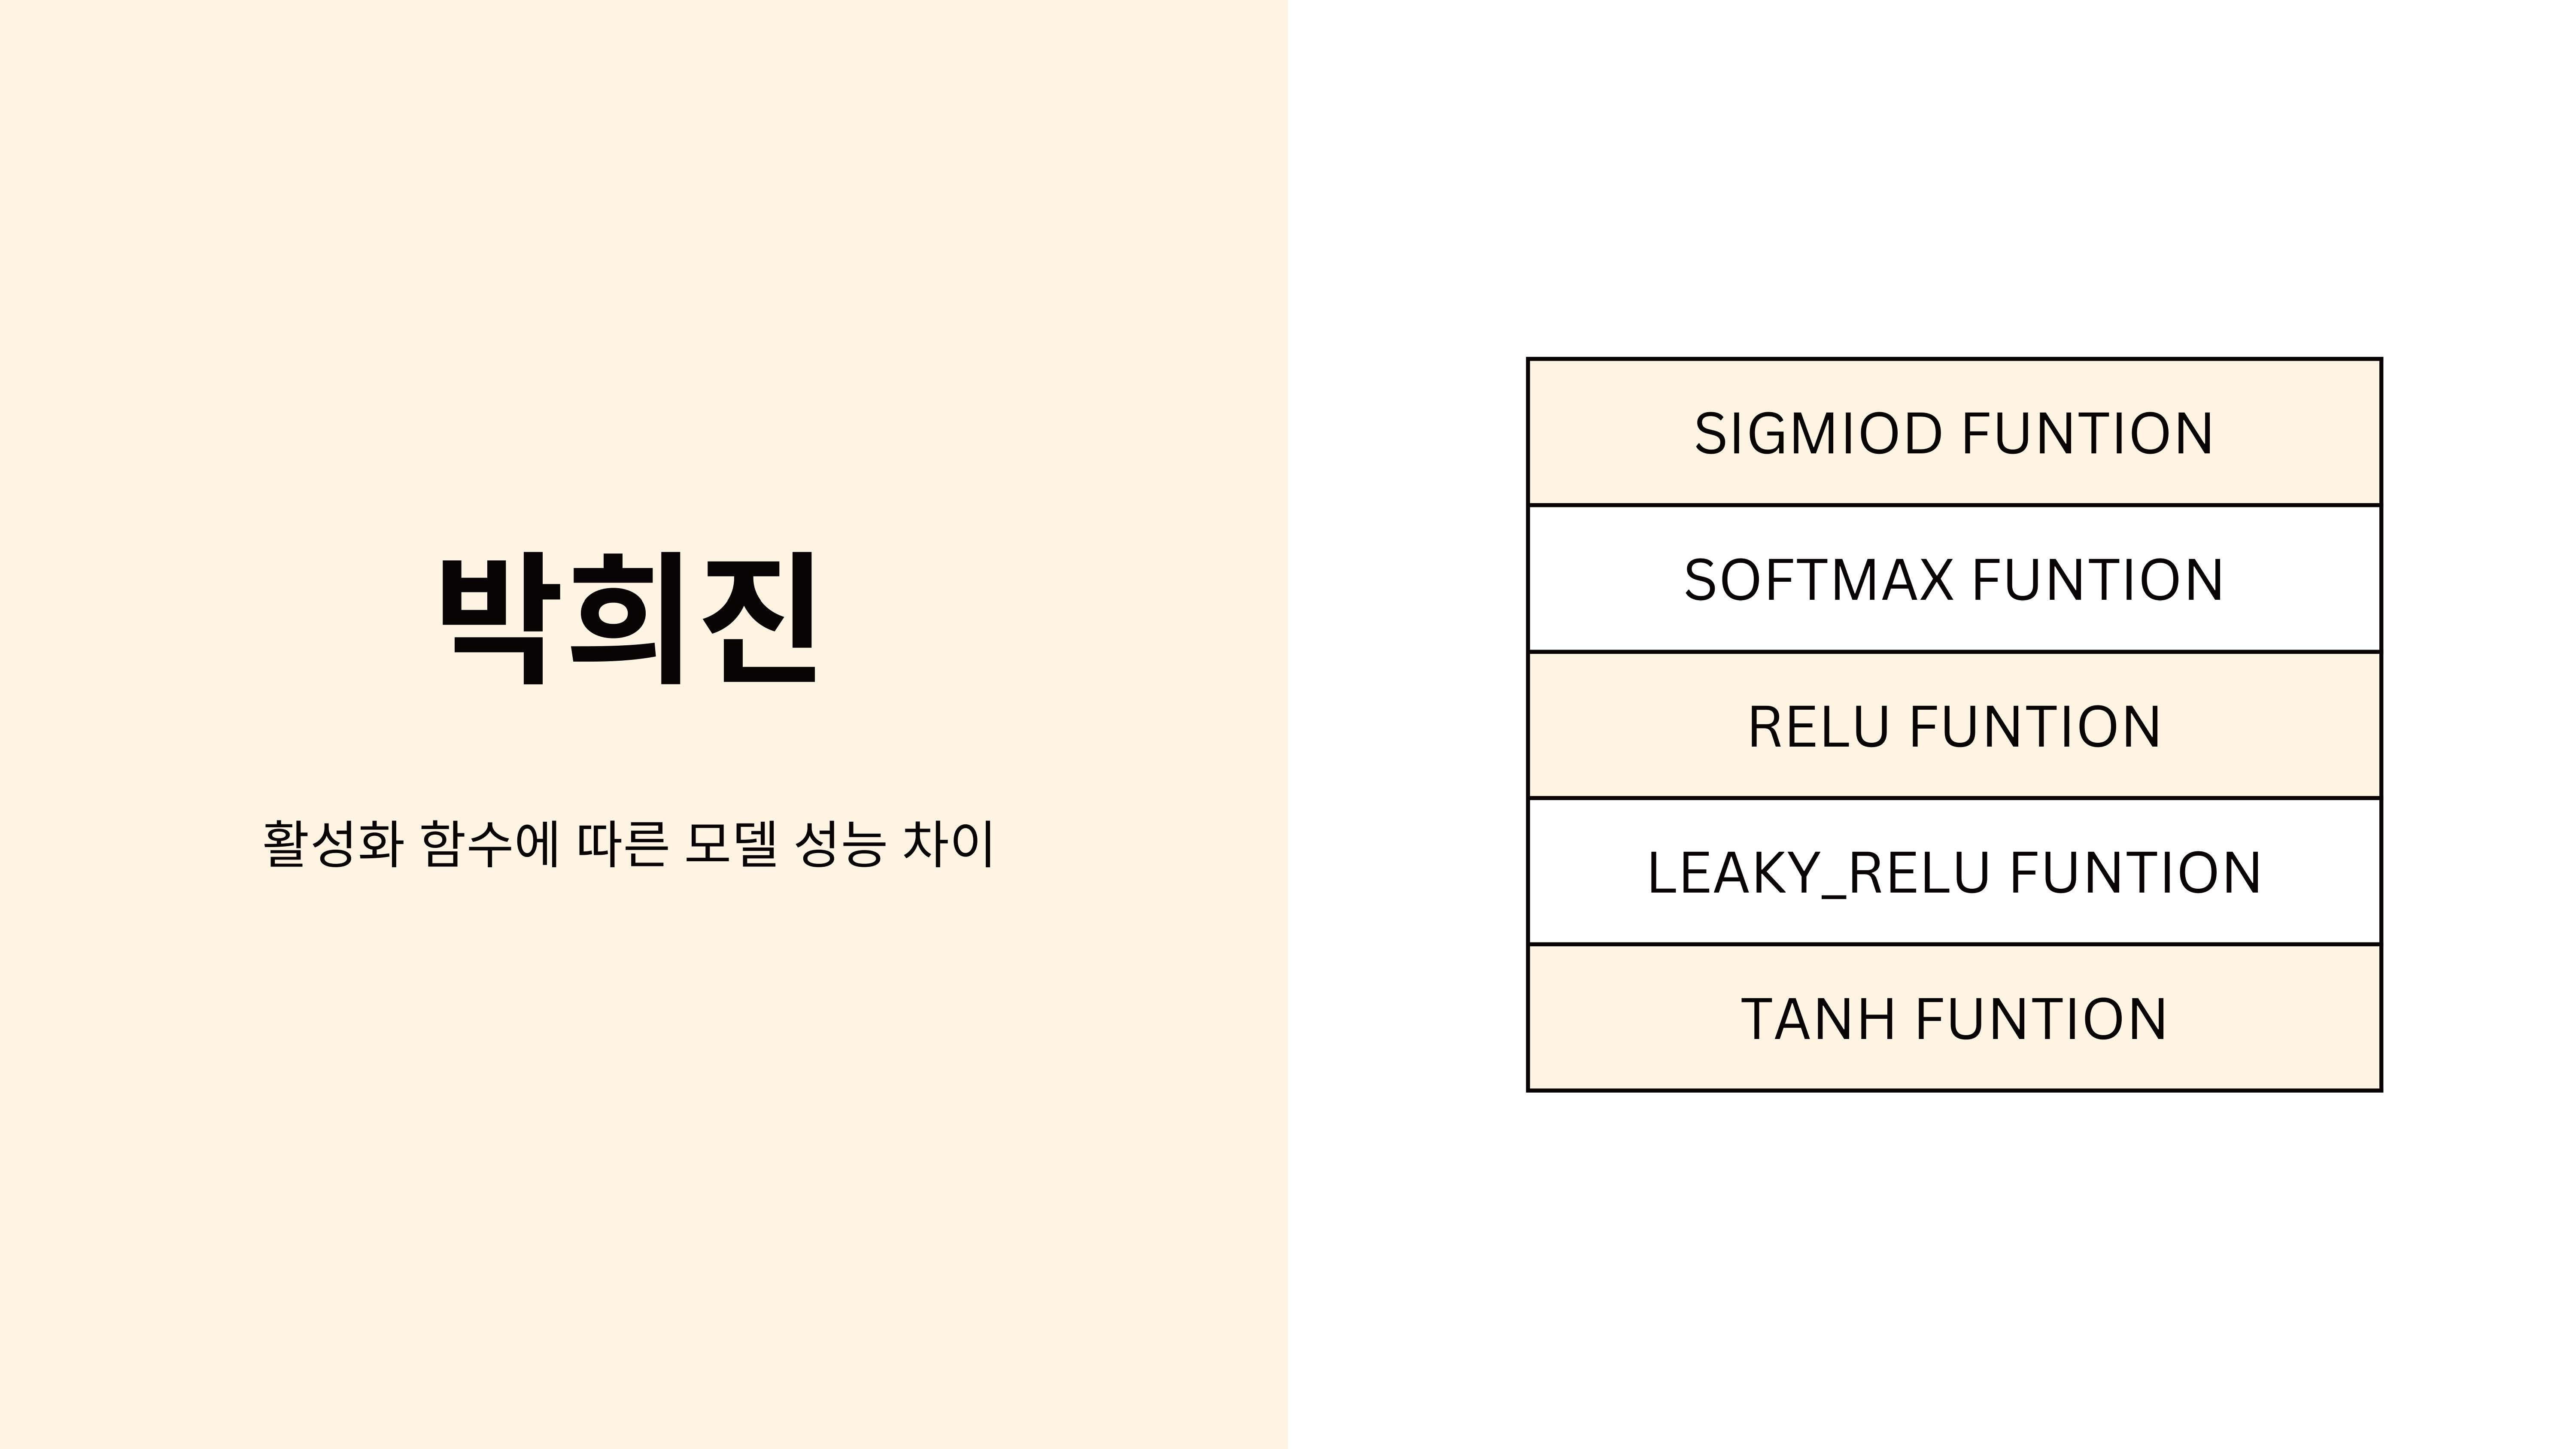 박희진
활성화 함수에 따른 모델 성능 차이
SIGMIOD FUNTION
SOFTMAX FUNTION
RELU FUNTION
LEAKY_RELU FUNTION
TANH FUNTION